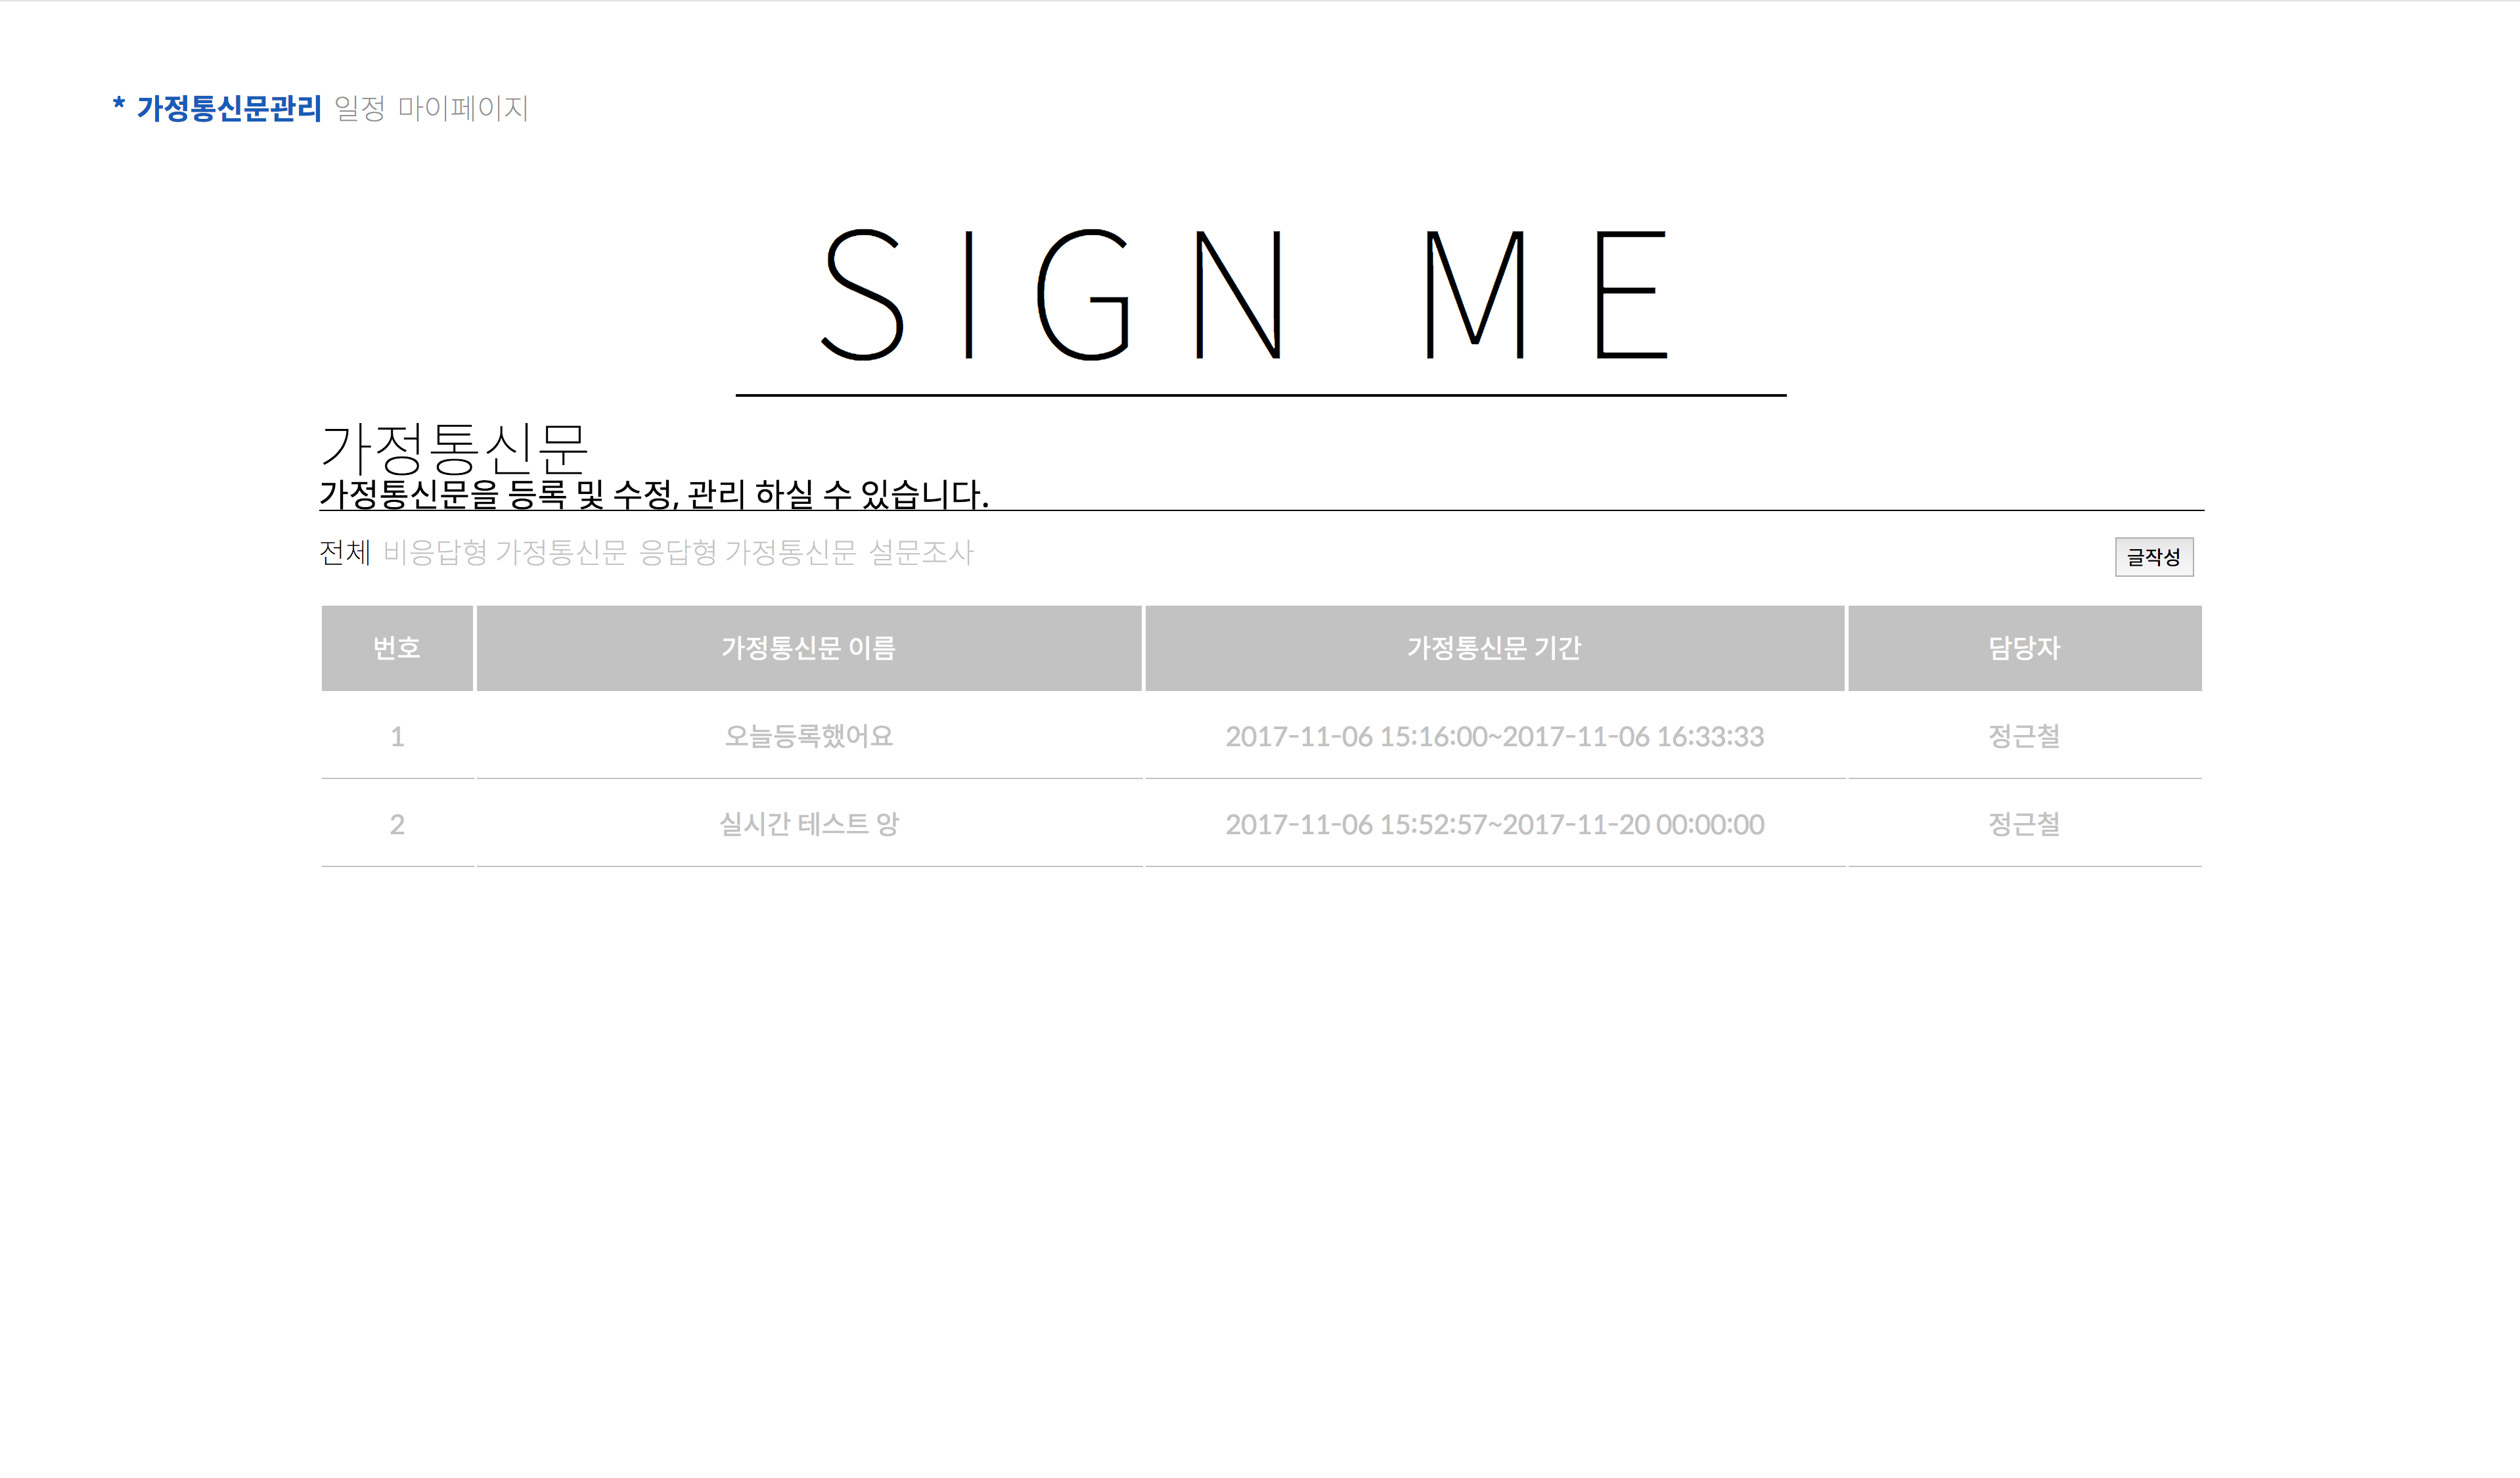 * 가정통신문관리 일정 마이페이지
SIGN ME
가정통신문
가정통신문을 등록 및 수정, 관리 하실 수 있습니다.
전체 비응답형 가정통신문 응답형 가정통신문 설문조사 글작성
번호 가정통신문 이름 가정통신문 기간 담당자
1 오늘등록했어요 2017-11-06 15:16:00~2017-11-06 16:33:33 정근철
2 실시간 테스트 앙 2017-11-06 15:52:57~2017-11-20 00:00:00 정근철